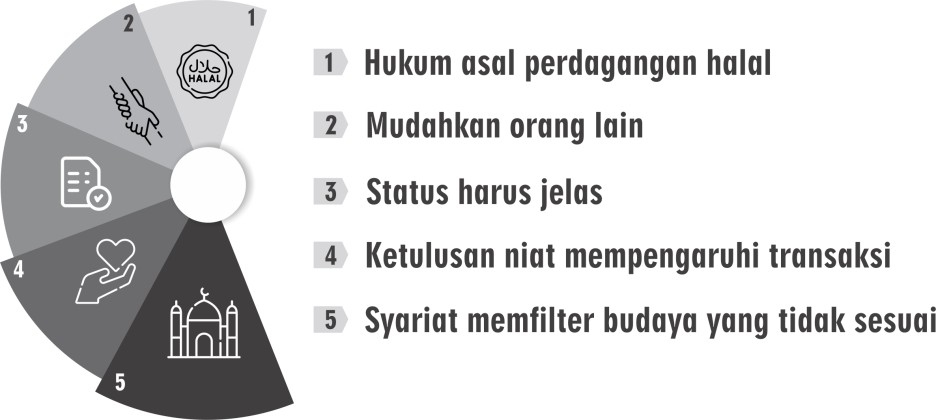 1
2
3
4
5
حلال
HALAL
1 Hukum asal perdagangan halal
2 Mudahkan orang lain
3 Status harus jelas
4 Ketulusan niat mempengaruhi transaksi
5 Syariat memfilter budaya yang tidak sesuai